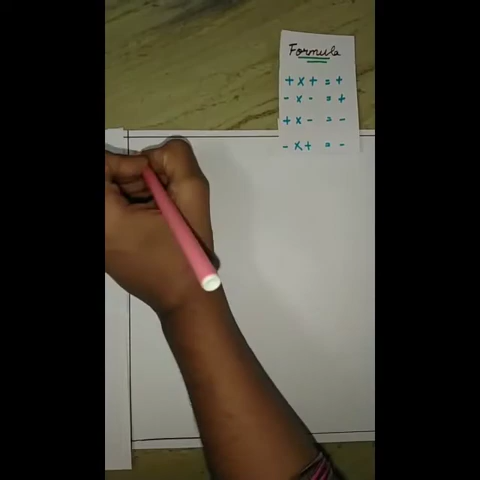 Formula
+ x + = +
- x - = +
+ x - = -
- x + = -